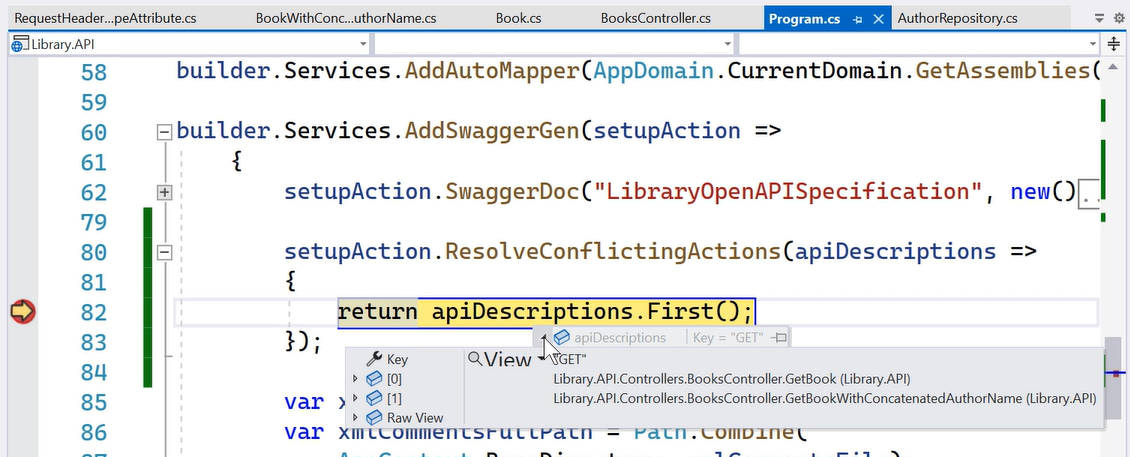 RequestHeader...peAttribute.cs BookWithConc...uthorName.cs Book.cs BooksController.cs Program.cs AuthorRepository.cs
Library.API
58 builder.Services.AddAutoMapper(AppDomain.CurrentDomain.GetAssemblies(
59
60 builder.Services.AddSwaggerGen(setupAction =>
61 {
62 setupAction.SwaggerDoc("LibraryOpenAPISpecification", new()..
79
80 setupAction.ResolveConflictingActions(apiDescriptions =>
81 {
82 return apiDescriptions.First();
apiDescriptions Key = "GET"
83 });
Key View "GET"
84
[0] Library.API.Controllers.BooksController.GetBook (Library.API)
85 var x
[1] Library.API.Controllers.BooksController.GetBookWithConcatenatedAuthorName (Library.API)
Raw View
86 var xmlCommentsFullPath = Path.Combine(
87